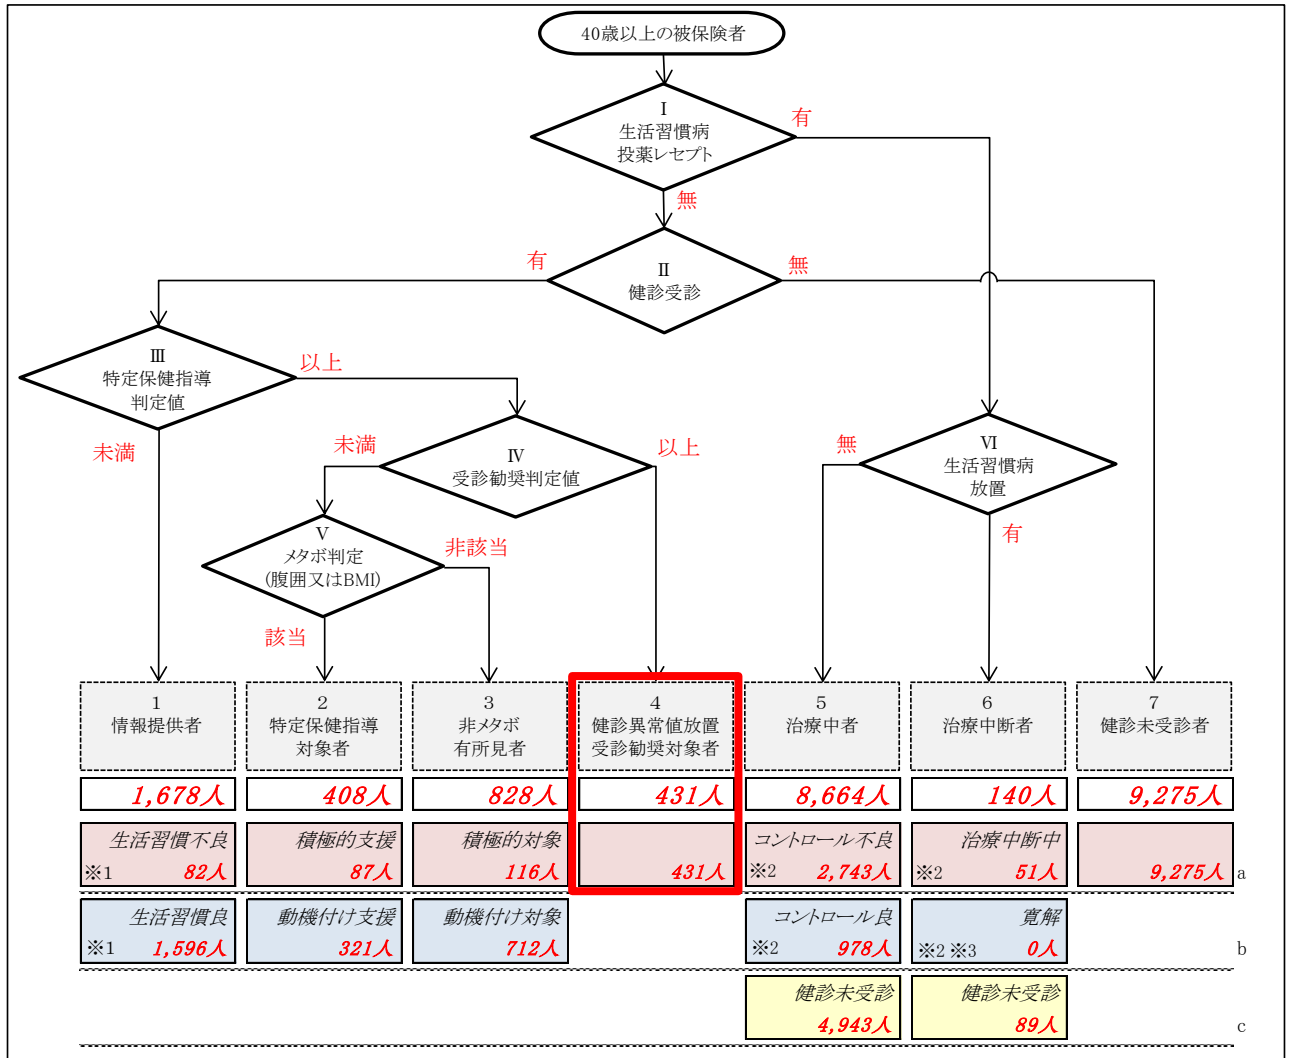 40歳以上の被保険者
Ⅰ
生活習慣病
投薬レセプト
有
無
Ⅱ
健診受診
有
無
Ⅲ
特定保健指導
判定値
以上
未満
Ⅳ
受診勧奨判定値
未満
以上
Ⅵ
生活習慣病
放置
無
有
Ⅴ
メタボ判定
(腹囲又はBMI)
非該当
該当
1
情報提供者
2
特定保健指導
対象者
3
非メタボ
有所見者
4
健診異常値放置
受診勧奨対象者
5
治療中者
6
治療中断者
7
健診未受診者
1,678人
408人
828人
431人
8,664人
140人
9,275人
生活習慣不良
※1 82人
積極的支援
87人
積極的対象
116人
431人
コントロール不良
※2 2,743人
治療中断中
※2 51人
9,275人
a
生活習慣良
※1 1,596人
動機付け支援
321人
動機付け対象
712人
コントロール良
※2 978人
寛解
※2 ※3 0人
b
健診未受診
4,943人
健診未受診
89人
c